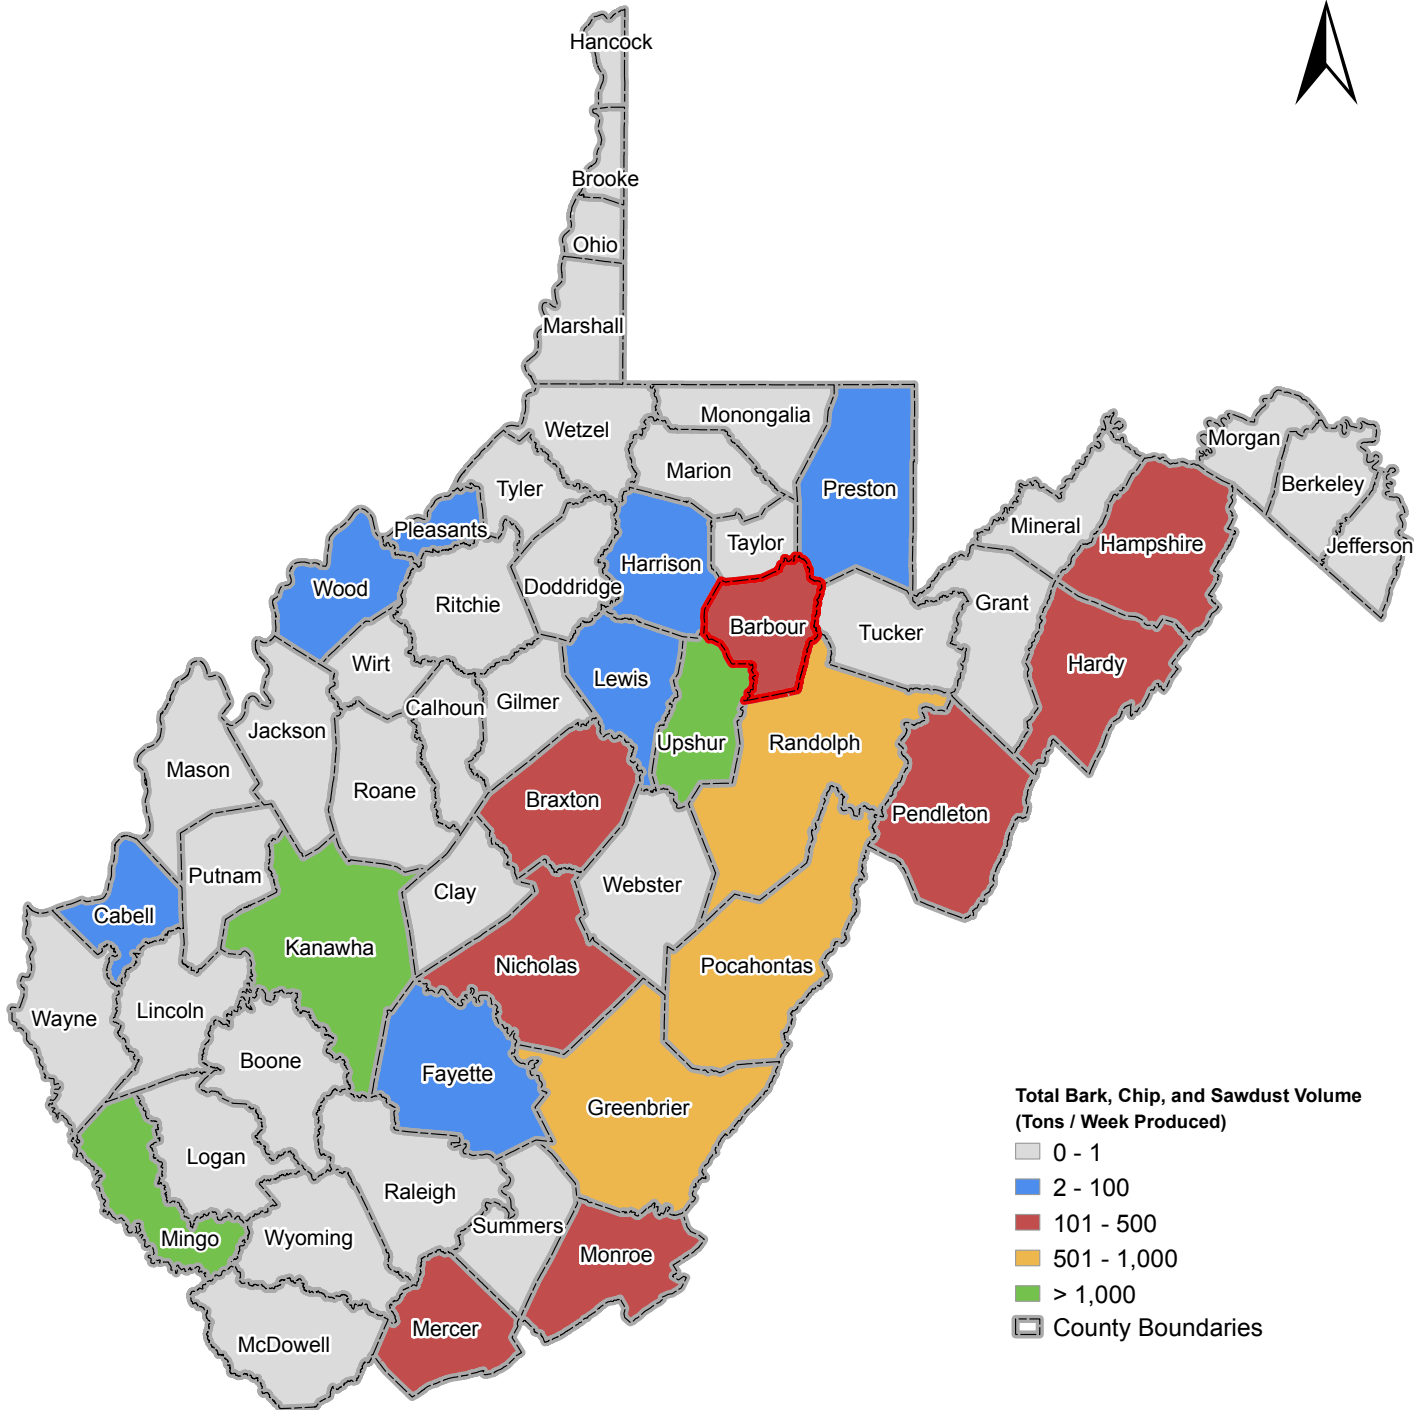 Hancock
Brooke
Ohio
Marshall
Wetzel
Monongalia
Marion
Morgan
Berkeley
Tyler
Preston
Mineral
Pleasants
Taylor
Hampshire
Jefferson
Harrison
Wood
Doddridge
Ritchie
Grant
Barbour
Tucker
Wirt
Hardy
Lewis
Gilmer
Calhoun
Jackson
Upshur
Randolph
Mason
Roane
Braxton
Pendleton
Putnam
Clay
Webster
Cabell
Kanawha
Nicholas
Pocahontas
Lincoln
Wayne
Boone
Fayette
Greenbrier
Logan
Raleigh
Summers
Mingo
Wyoming
Monroe
Mercer
McDowell
Total Bark, Chip, and Sawdust Volume
(Tons / Week Produced)
0 - 1
2 - 100
101 - 500
501 - 1,000
> 1,000
County Boundaries